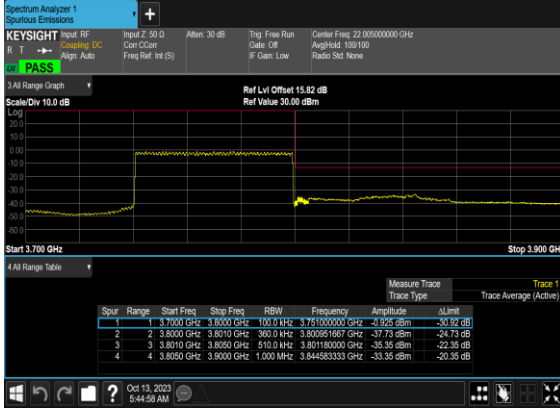 Spectrum Analyzer 1
Spurious Emissions
+
KEYSIGHT Input: RF Input Z: 50 Ω Atten: 30 dB Trig: Free Run Center Freq: 22.005000000 GHz
R T Coupling: DC Corr CCorr Gate: Off Avg|Hold: 100/100
Align: Auto Freq Ref: Int (S) IF Gain: Low Radio Std: None
PASS
3 All Range Graph
Ref Lvl Offset 15.82 dB
Scale/Div 10.0 dB Ref Value 30.00 dBm
Log
20.0
10.0
0.00
-10.0
-20.0
-30.0
-40.0
-50.0
-60.0
Start 3.700 GHz Stop 3.900 GH
4 All Range Table
Measure Trace Trace 1
Trace Type Trace Average (Active)
Spur Range Start Freq Stop Freq RBW Frequency Amplitude ΔLimit
1 1 3.7000 GHz 3.8000 GHz 100.0 kHz 3.751000000 GHz -0.925 dBm -30.92 dB
2 2 3.8000 GHz 3.8010 GHz 360.0 kHz 3.800951667 GHz -37.73 dBm -24.73 dB
3 3 3.8010 GHz 3.8050 GHz 510.0 kHz 3.801180000 GHz -35.35 dBm -22.35 dB
4 4 3.8050 GHz 3.9000 GHz 1.000 MHz 3.844583333 GHz -33.35 dBm -20.35 dB
?
Oct 13, 2023
5:44:58 AM